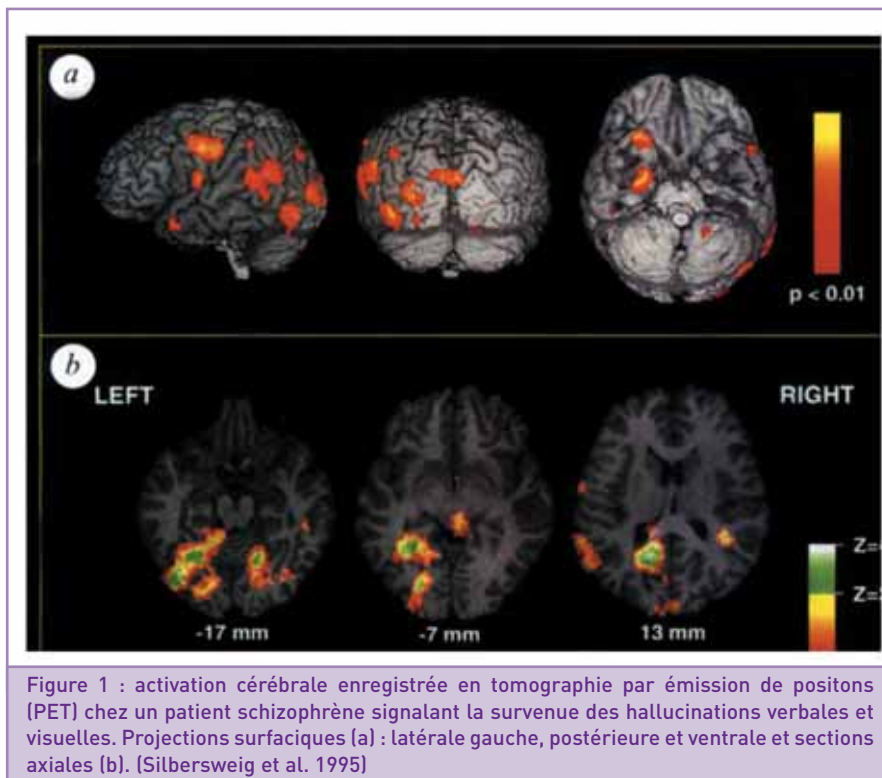 a
p < 0.01
b
LEFT
RIGHT
-17 mm
-7 mm
13 mm
Figure 1 : activation cérébrale enregistrée en tomographie par émission de positons
(PET) chez un patient schizophrène signalant la survenue des hallucinations verbales et
visuelles. Projections surfaciques (a) : latérale gauche, postérieure et ventrale et sections
axiales (b). (Silbersweig et al. 1995)